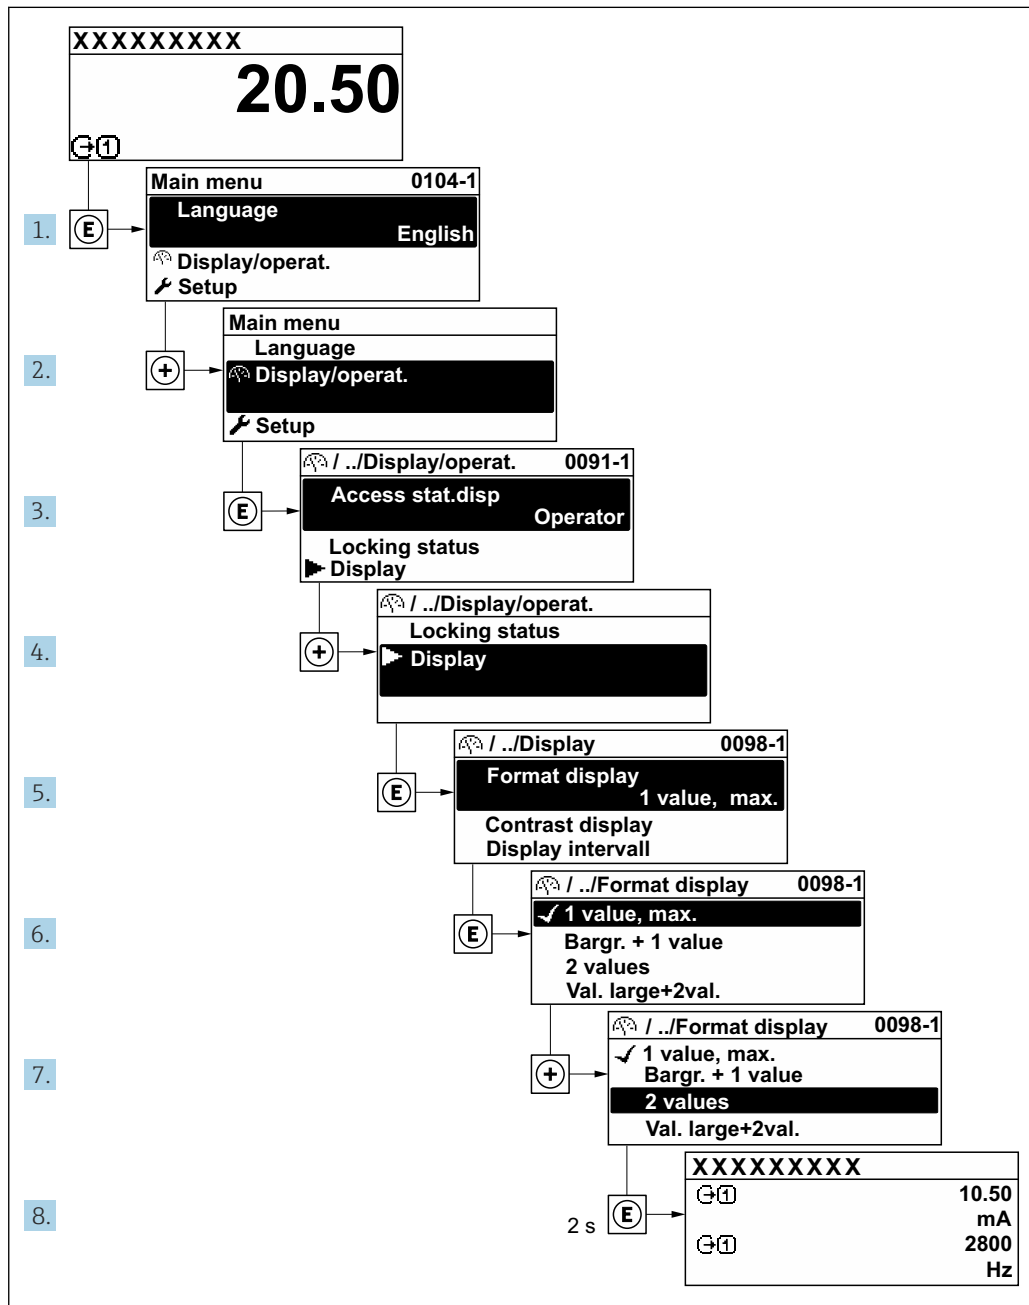 XXXXXXXXX
20.50
1
Main menu 0104-1
Language
English
Display/operat.
Setup
1. E
Main menu
Language
Display/operat.
Setup
2. +
/ ../Display/operat. 0091-1
Access stat.disp
Operator
Locking status
Display
3. E
/ ../Display/operat.
Locking status
Display
4. +
/ ../Display 0098-1
Format display
1 value, max.
Contrast display
Display intervall
5. E
/ ../Format display 0098-1
1 value, max.
Bargr. + 1 value
2 values
Val. large+2val.
6. E
/ ../Format display 0098-1
1 value, max.
Bargr. + 1 value
2 values
Val. large+2val.
7. +
XXXXXXXXX
1 10.50
mA
1 2800
Hz
8. 2 s E